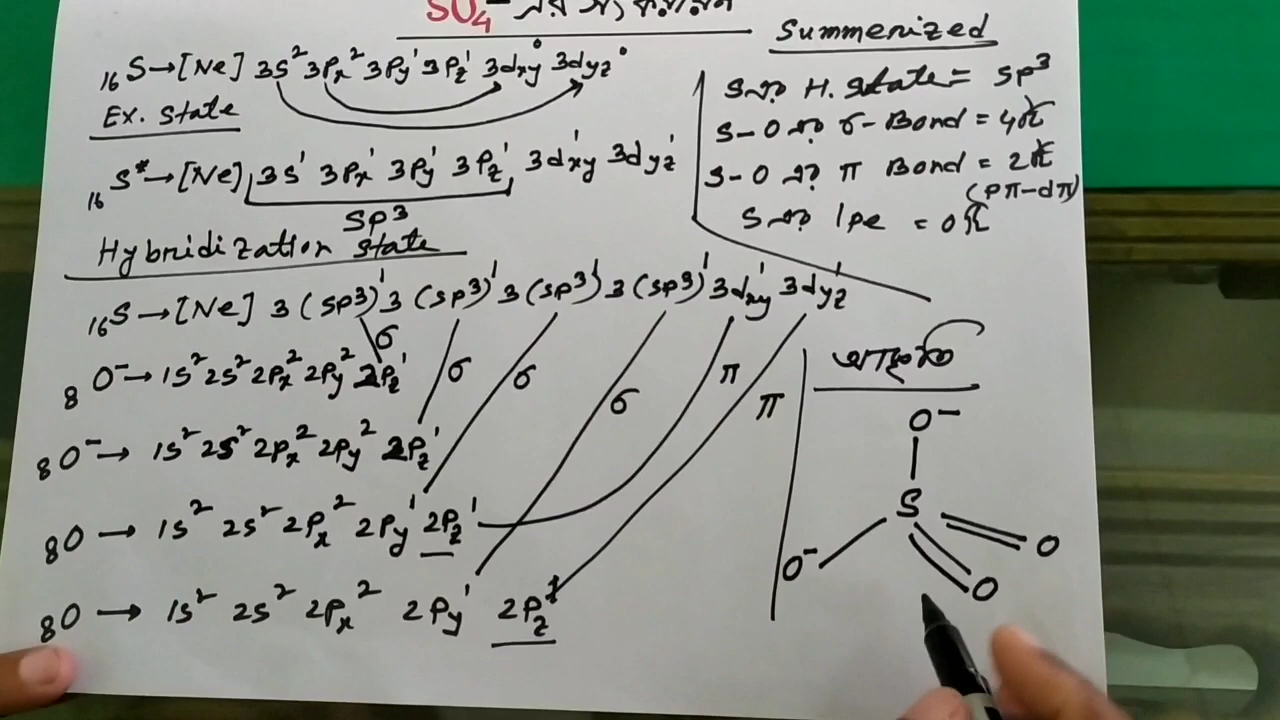 SO₄⁻ এর সংকরায়ন
₁₆S→[Ne] 3s² 3Px² 3Py¹ 3Pz¹ 3dxy⁰ 3dyz⁰
Ex. State
₁₆S*→[Ne] 3s¹ 3Px¹ 3Py¹ 3Pz¹ 3d¹xy 3dyz¹
SP³
Hybridization state
₁₆S→[Ne] 3(SP³)¹ 3(SP³)¹ 3(SP³)¹ 3(SP³)¹ 3dxy¹ 3dyz¹
₈O⁻→ 1s² 2s² 2Px² 2Py² 2Pz¹
₈O⁻→ 1s² 2s² 2Px² 2Py² 2Pz¹
₈O → 1s² 2s² 2Px² 2Py¹ 2Pz¹
₈O → 1s² 2s² 2Px² 2Py¹ 2Pz¹
σ σ σ σ π π
Summerized
S এর H. State = SP³
S-O এর σ-Bond = 4টি
S-O এর π Bond = 2টি
(Pπ-dπ)
S এর lpe = 0টি
আকৃতি
O⁻
S
O⁻ O
O